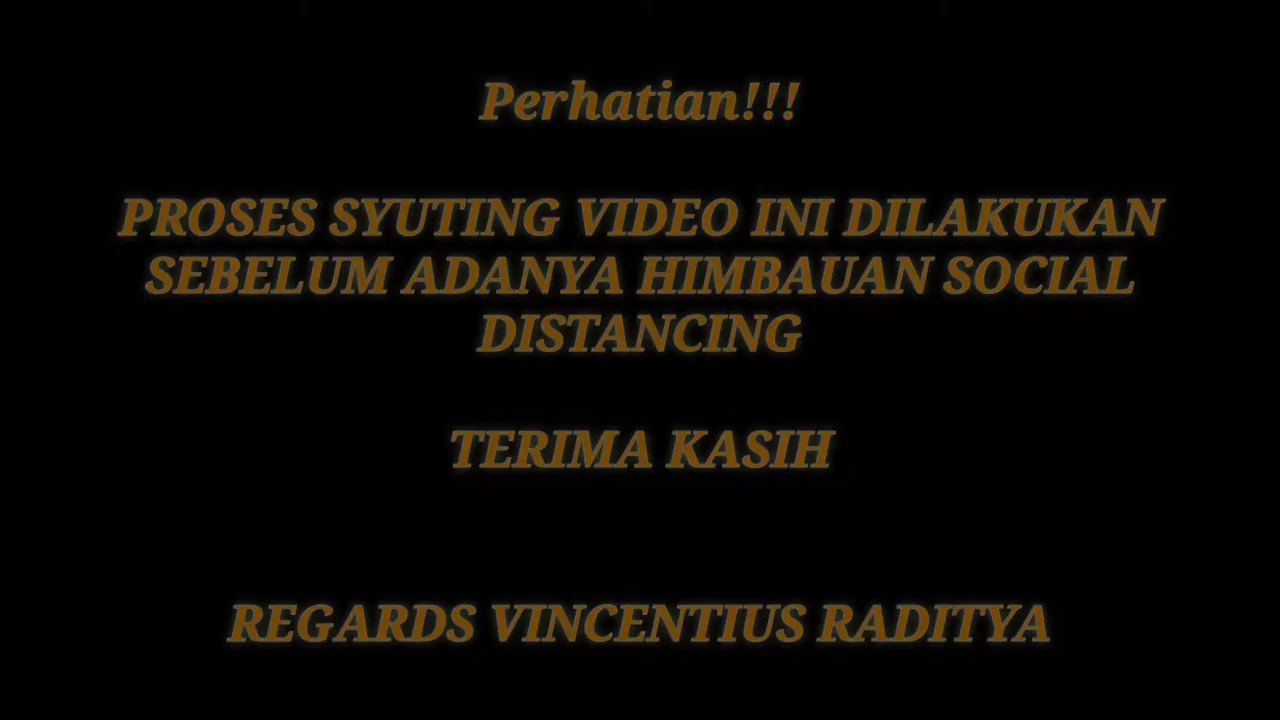 Perhatian!!!
PROSES SYUTING VIDEO INI DILAKUKAN
SEBELUM ADANYA HIMBAUAN SOCIAL
DISTANCING
TERIMA KASIH
REGARDS VINCENTIUS RADITYA